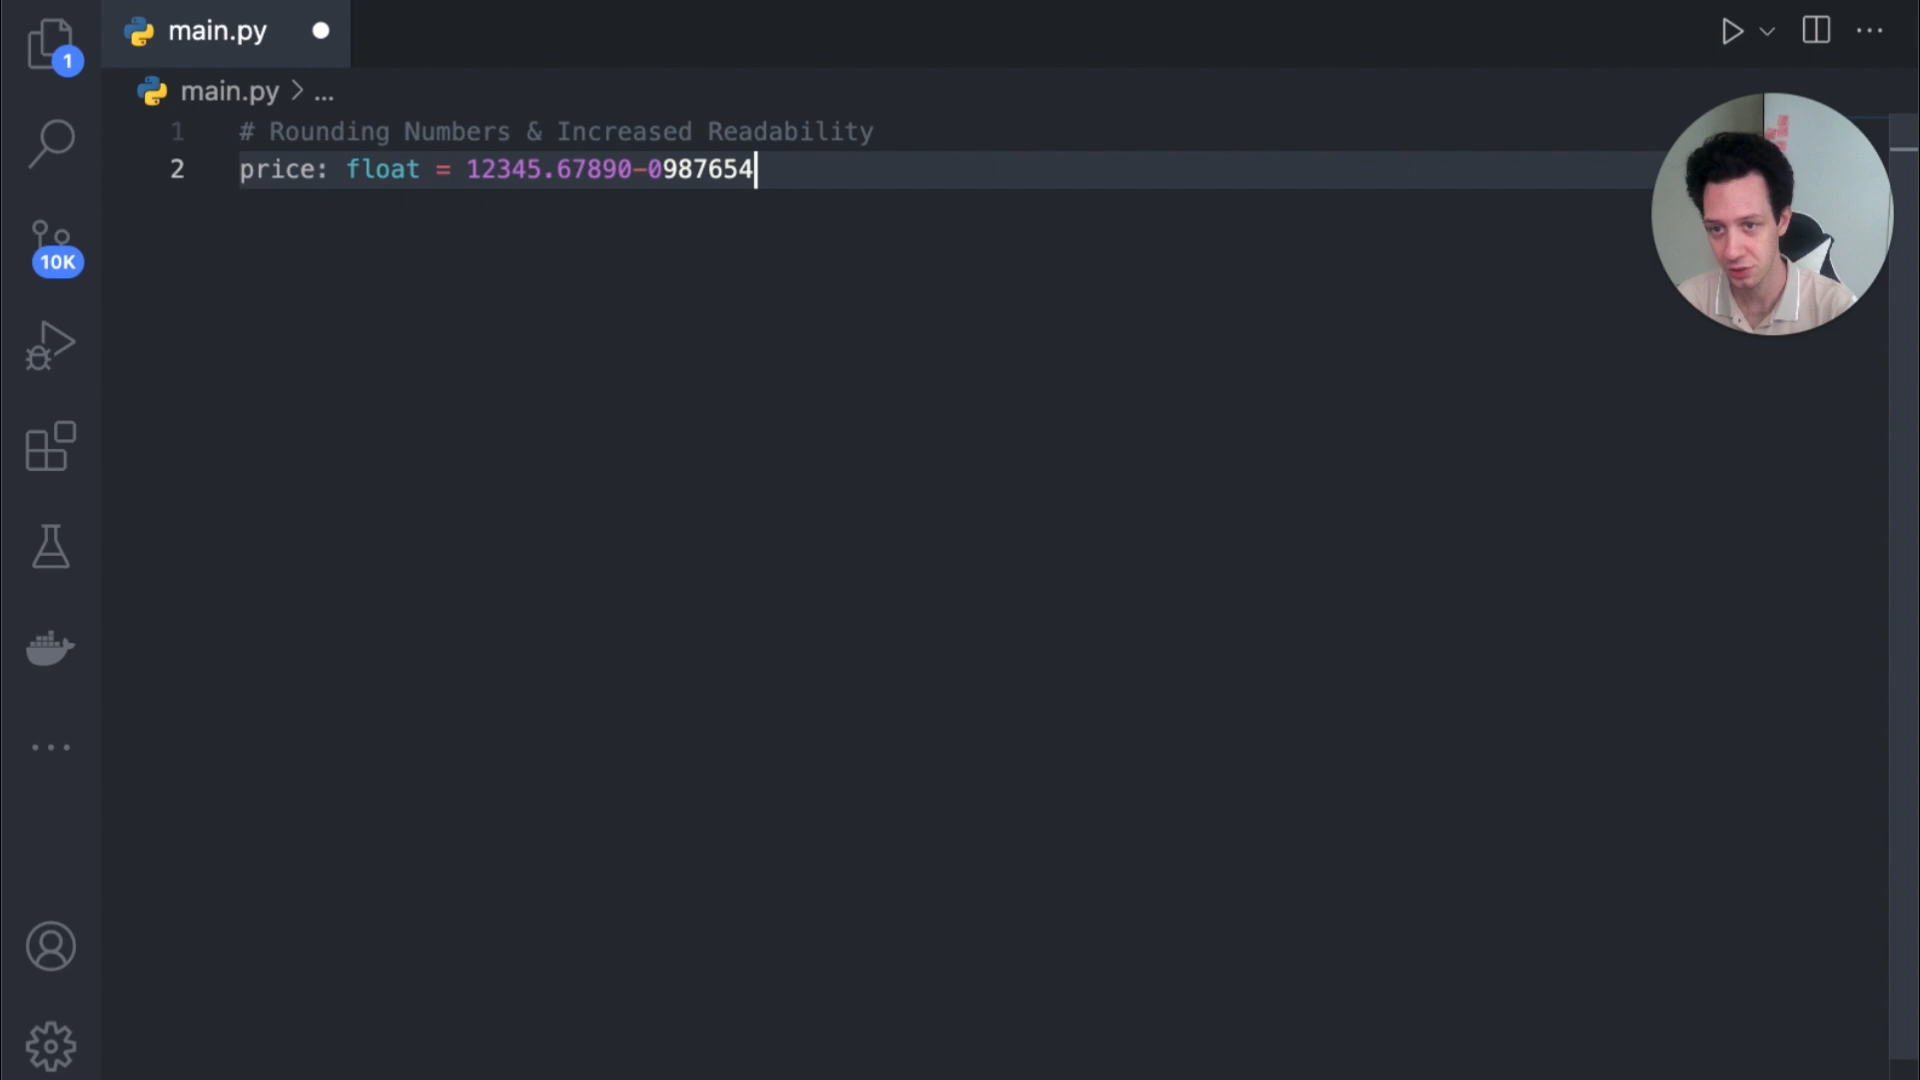 main.py
1
main.py > ...
1 # Rounding Numbers & Increased Readability
2 price: float = 12345.67890-0987654
10K